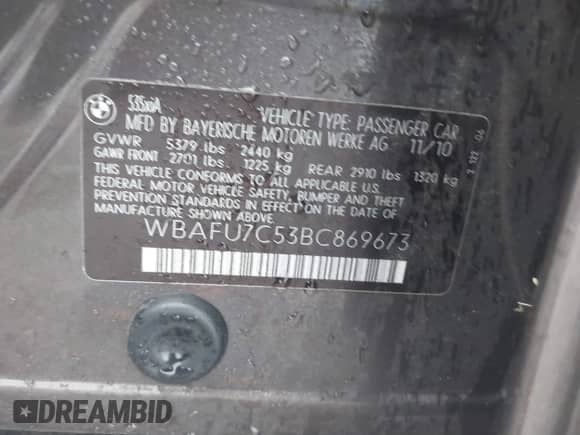 BMW
535xiA
VEHICLE TYPE: PASSENGER CAR
MFD BY BAYERISCHE MOTOREN WERKE AG 11/10
GVWR 5379 lbs 2440 kg
GAWR FRONT 2701 lbs 1225 kg REAR 2910 lbs 1320 kg
THIS VEHICLE CONFORMS TO ALL APPLICABLE U.S.
FEDERAL MOTOR VEHICLE SAFETY, BUMPER AND THEFT
PREVENTION STANDARDS IN EFFECT ON THE DATE OF
MANUFACTURE SHOWN ABOVE.
WBAFU7C53BC869673
DREAMBID